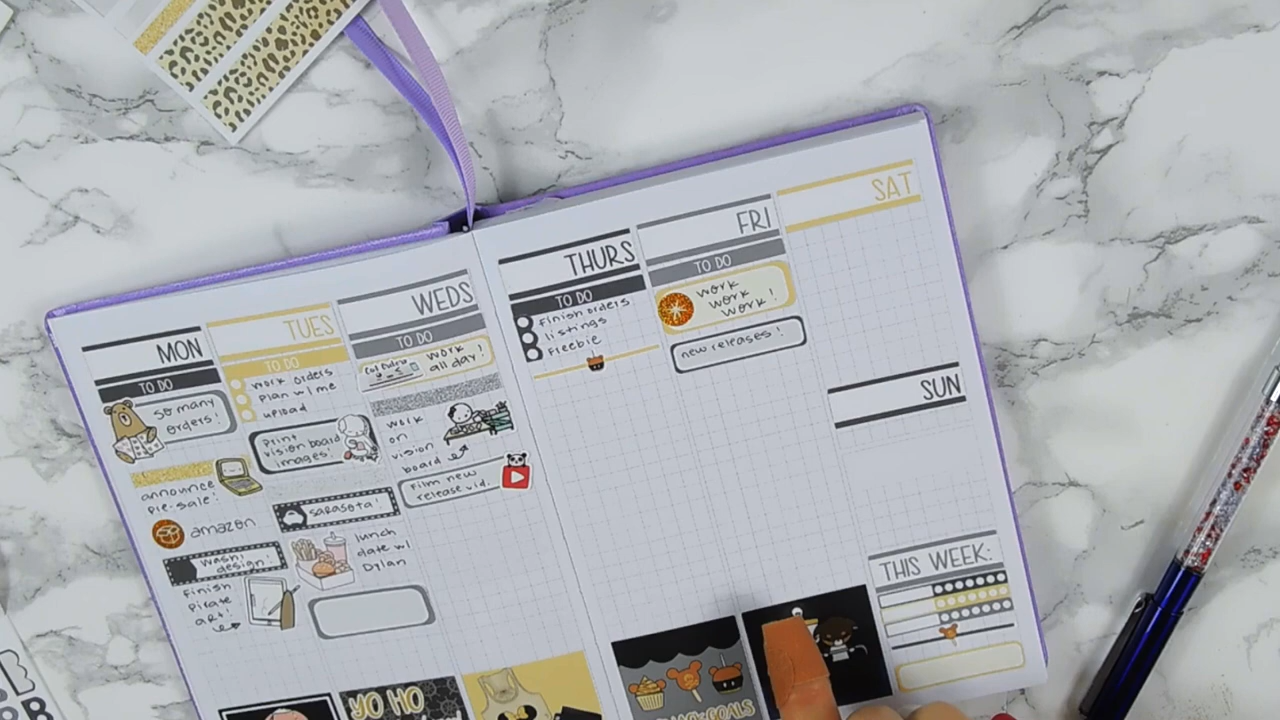 MON
TO DO
so many
orders!
announce
pre-sale!
amazon
wash!
design!
Finish
pirate
art!
TUES
TO DO
work orders
plan w/ me
upload
print
vision board
images!
sarasota!
lunch
date w/
Dylan
WEDS
TO DO
work
all day!
work
on
vision
board
Film new
release vid.
THURS
TO DO
Finish orders
listings
Freebie
FRI
TO DO
work
work
work!
new releases!
SAT
SUN
THIS WEEK:
YO HO
GOALS